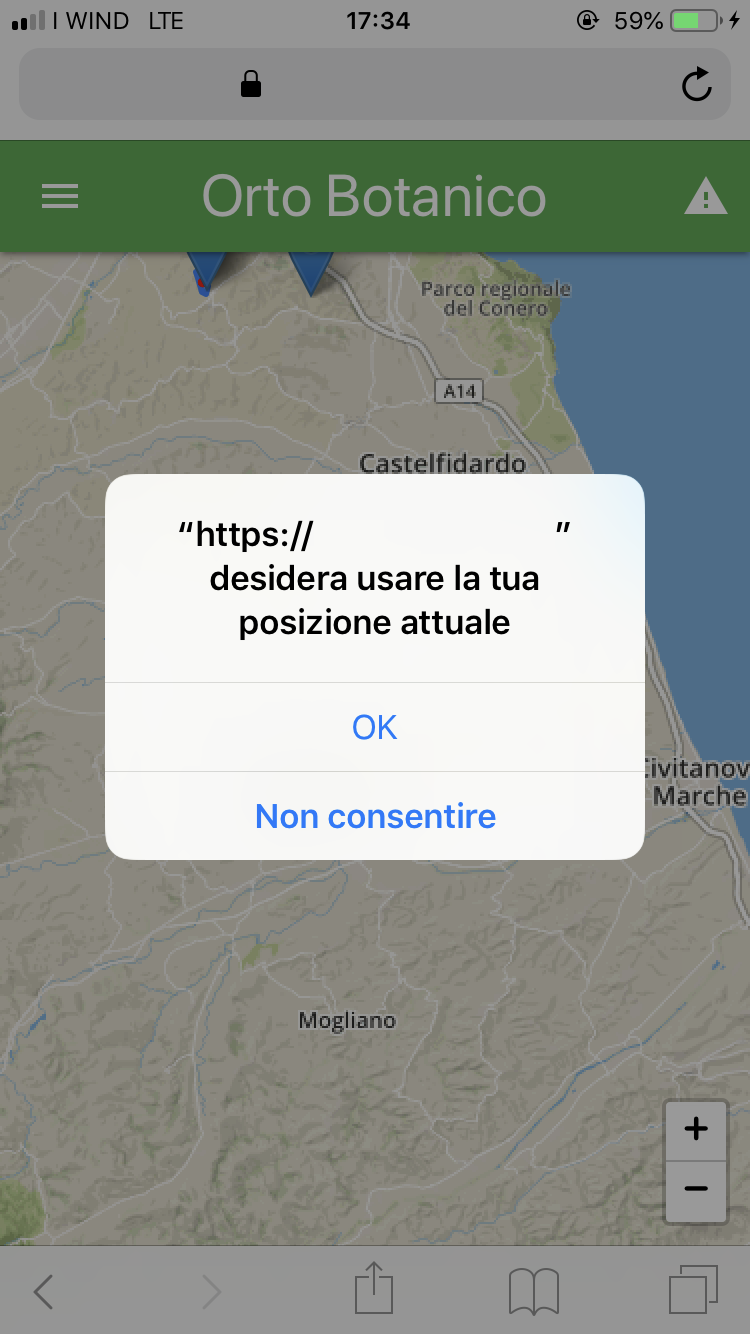 I WIND LTE 17:34 59%
Orto Botanico
Parco regionale
del Conero
A14
Castelfidardo
“https:// ”
desidera usare la tua
posizione attuale
OK
Civitanov
Marche
Non consentire
Mogliano
+
−